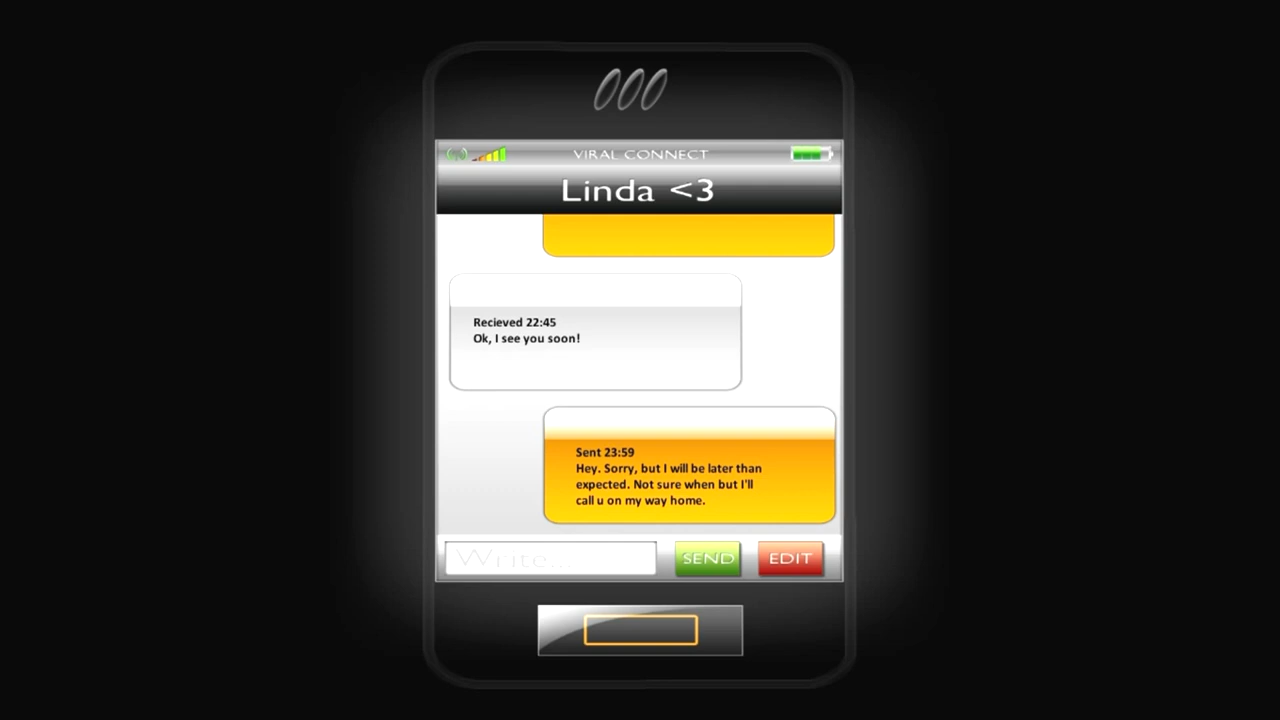 VIRAL CONNECT
Linda <3
Recieved 22:45
Ok, I see you soon!
Sent 23:59
Hey. Sorry, but I will be later than
expected. Not sure when but I'll
call u on my way home.
Write...
SEND
EDIT